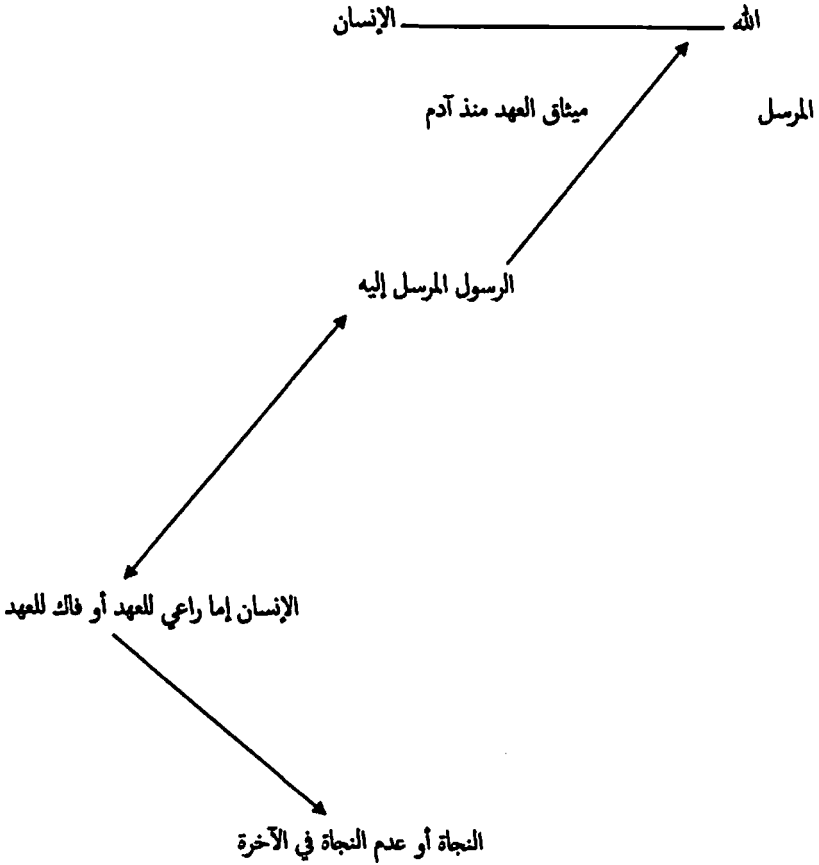 الله الإنسان
المرسل ميثاق العهد منذ آدم
الرسول المرسل إليه
الإنسان إما راعي للعهد أو فاك للعهد
النجاة أو عدم النجاة في الآخرة